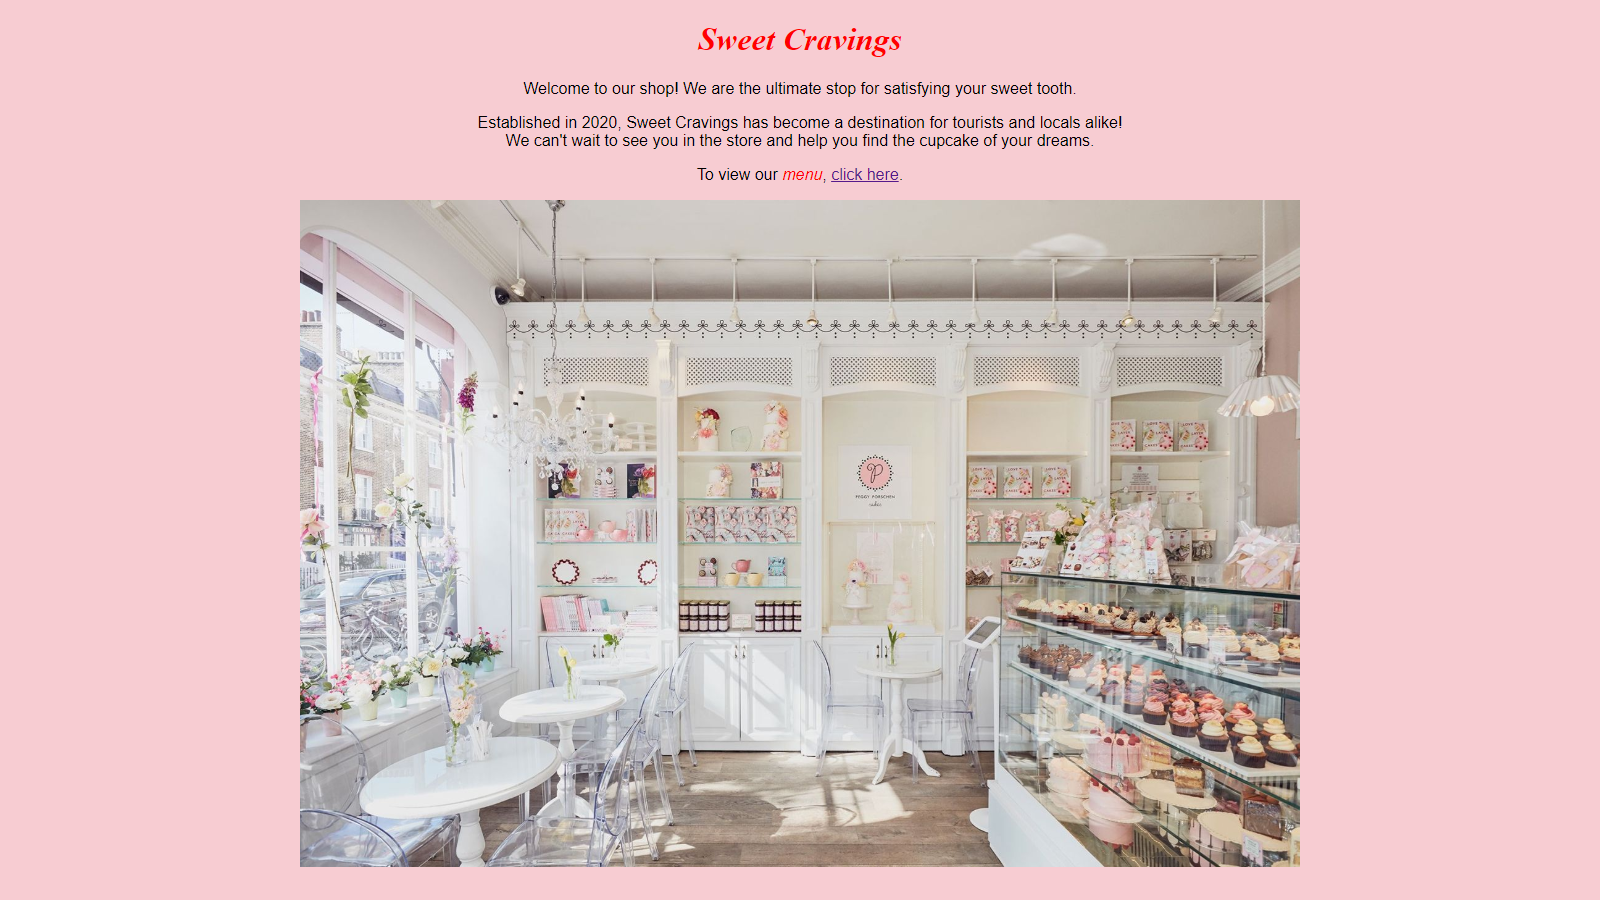 Sweet Cravings
Welcome to our shop! We are the ultimate stop for satisfying your sweet tooth.
Established in 2020, Sweet Cravings has become a destination for tourists and locals alike!
We can't wait to see you in the store and help you find the cupcake of your dreams.
To view our menu, click here.
P
PEGGY PORSCHEN
cakes